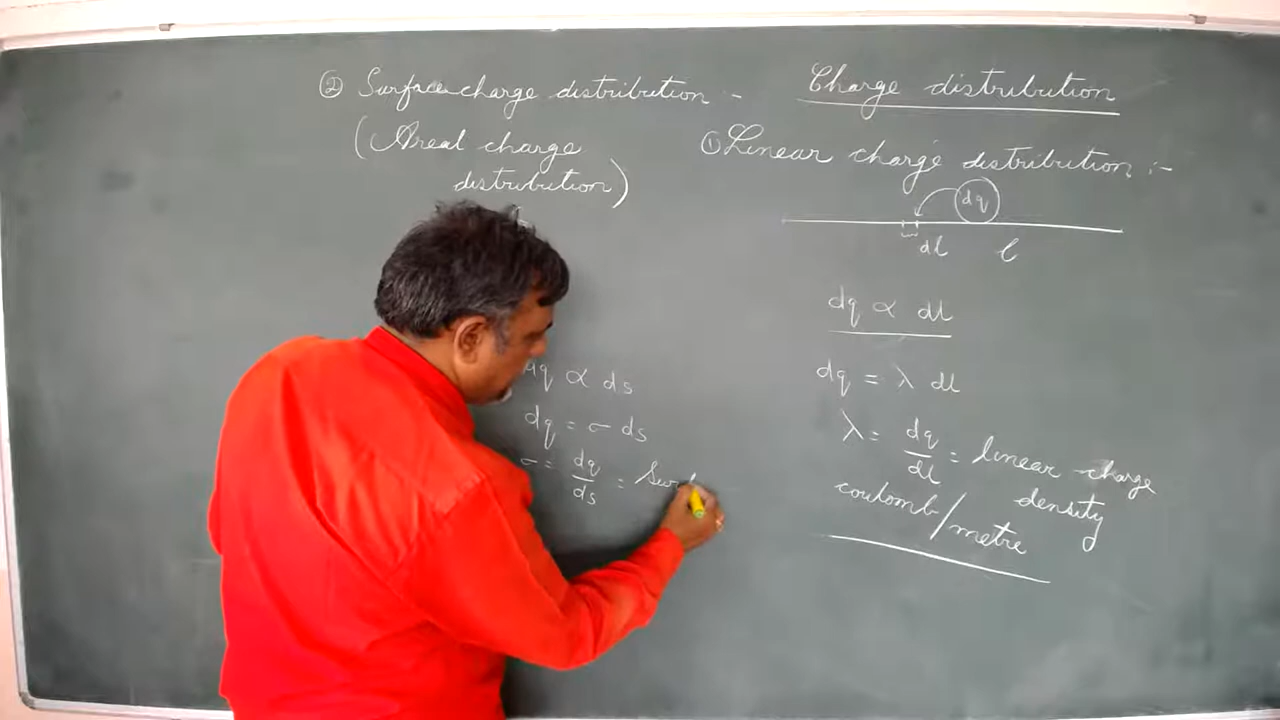 Charge distribution
① Linear charge distribution :-
dq
dl l
dq ∝ dl
dq = λ dl
λ = dq/dl = linear charge density
coulomb/metre
② Surface charge distribution :-
(Areal charge
distribution)
dq ∝ ds
dq = σ ds
σ = dq/ds =